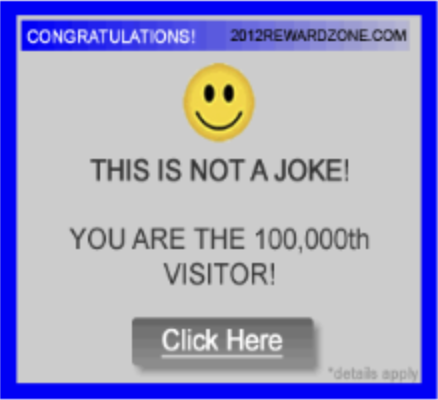 CONGRATULATIONS! 2012REWARDZONE.COM
THIS IS NOT A JOKE!
YOU ARE THE 100,000th
VISITOR!
Click Here
*details apply